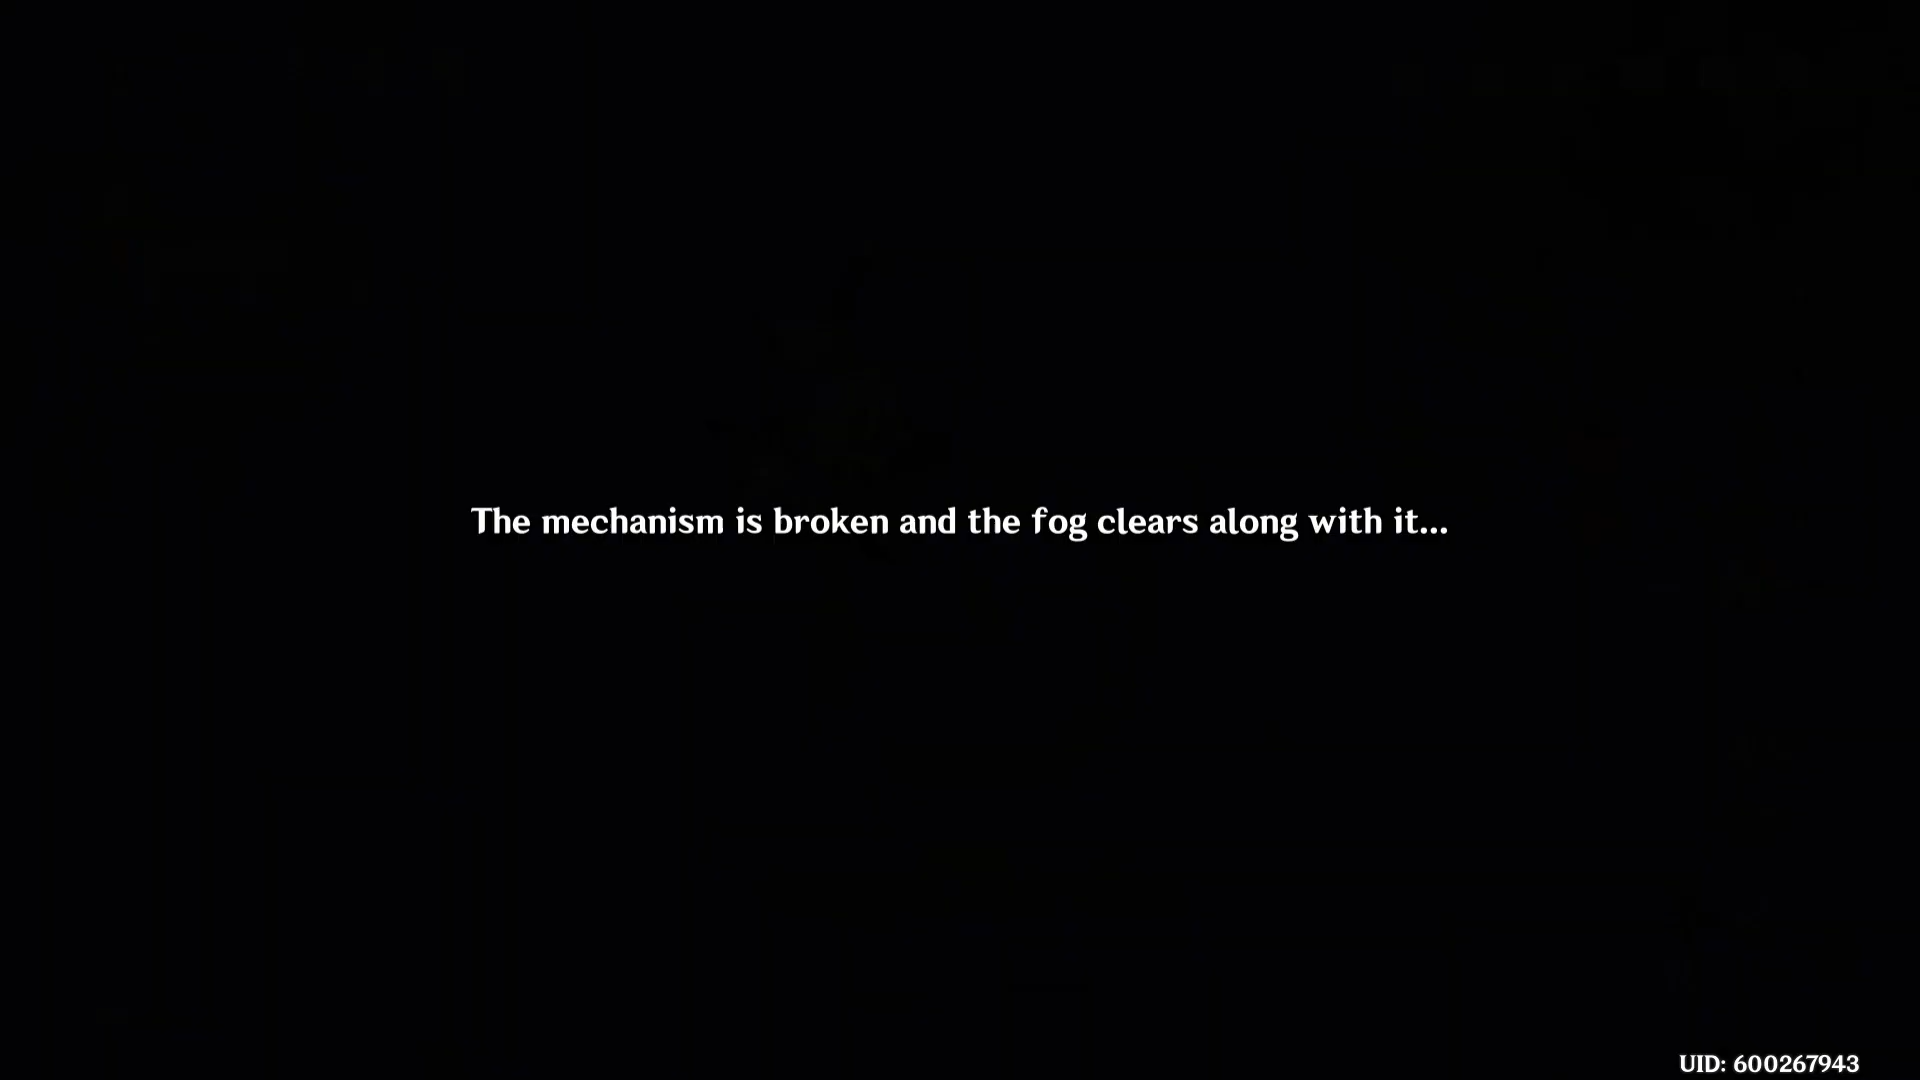 The mechanism is broken and the fog clears along with it...
UID: 600267943